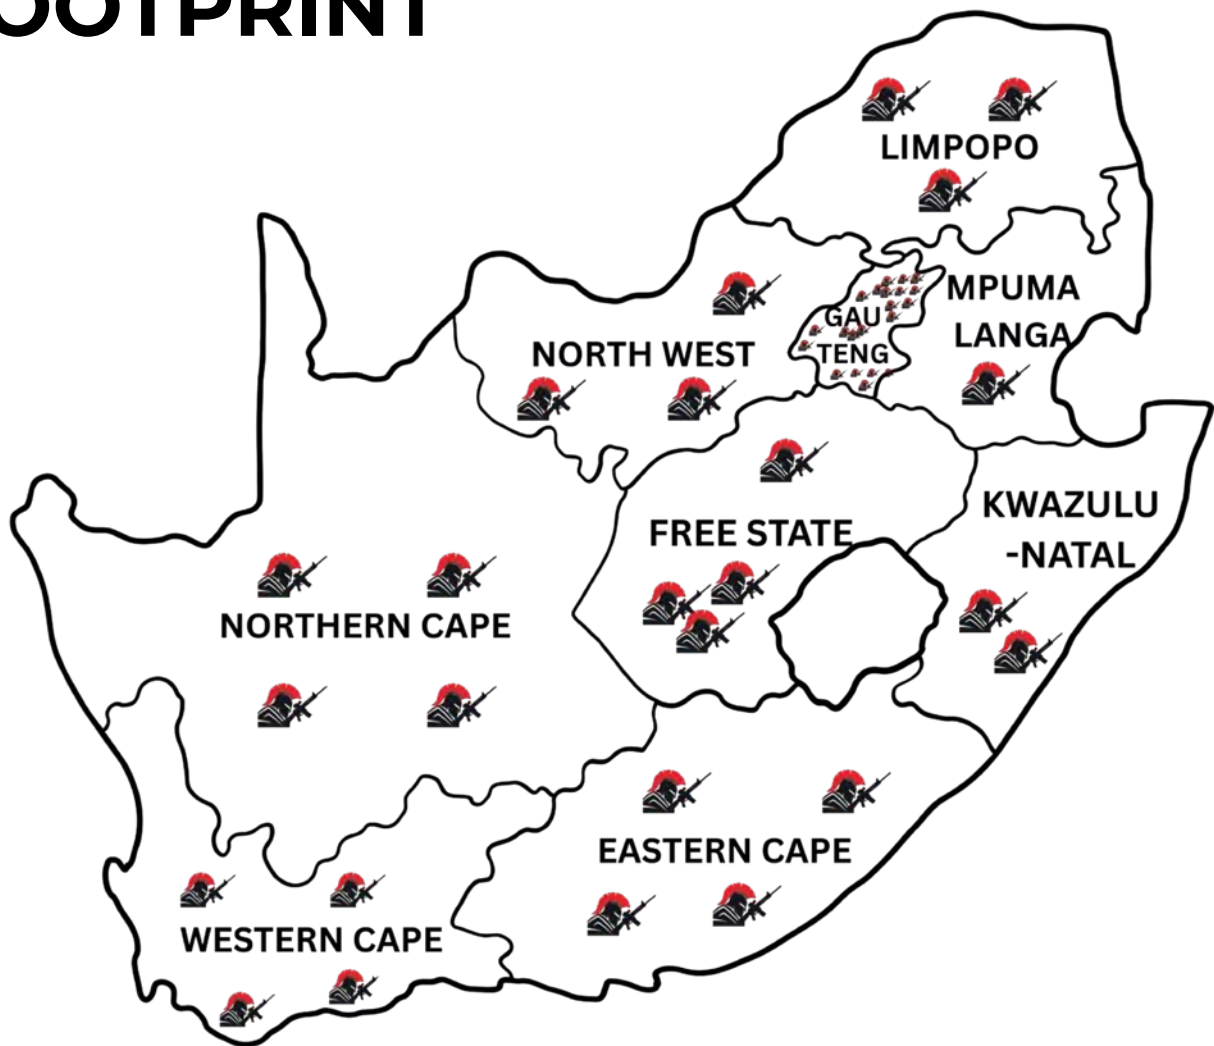 OOTPRINT
LIMPOPO
MPUMA
LANGA
GAU
TENG
NORTH WEST
KWAZULU
-NATAL
FREE STATE
NORTHERN CAPE
EASTERN CAPE
WESTERN CAPE